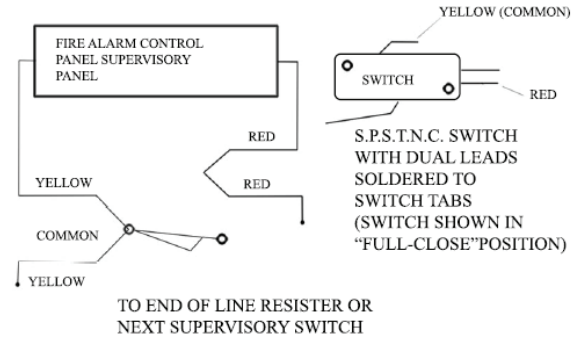 YELLOW (COMMON)
FIRE ALARM CONTROL
PANEL SUPERVISORY
PANEL
SWITCH
RED
RED
S.P.S.T.N.C. SWITCH
WITH DUAL LEADS
SOLDERED TO
SWITCH TABS
(SWITCH SHOWN IN
“FULL-CLOSE”POSITION)
YELLOW
RED
COMMON
YELLOW
TO END OF LINE RESISTER OR
NEXT SUPERVISORY SWITCH